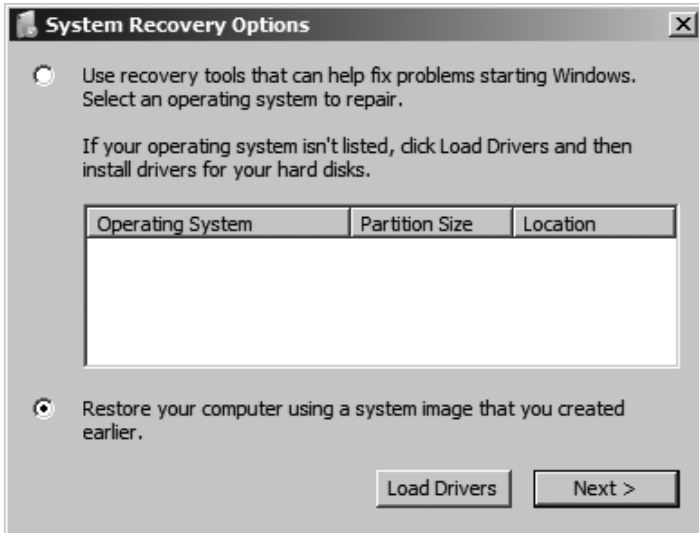 System Recovery Options
Use recovery tools that can help fix problems starting Windows.
Select an operating system to repair.
If your operating system isn't listed, click Load Drivers and then
install drivers for your hard disks.
Operating System Partition Size Location
Restore your computer using a system image that you created
earlier.
Load Drivers Next >